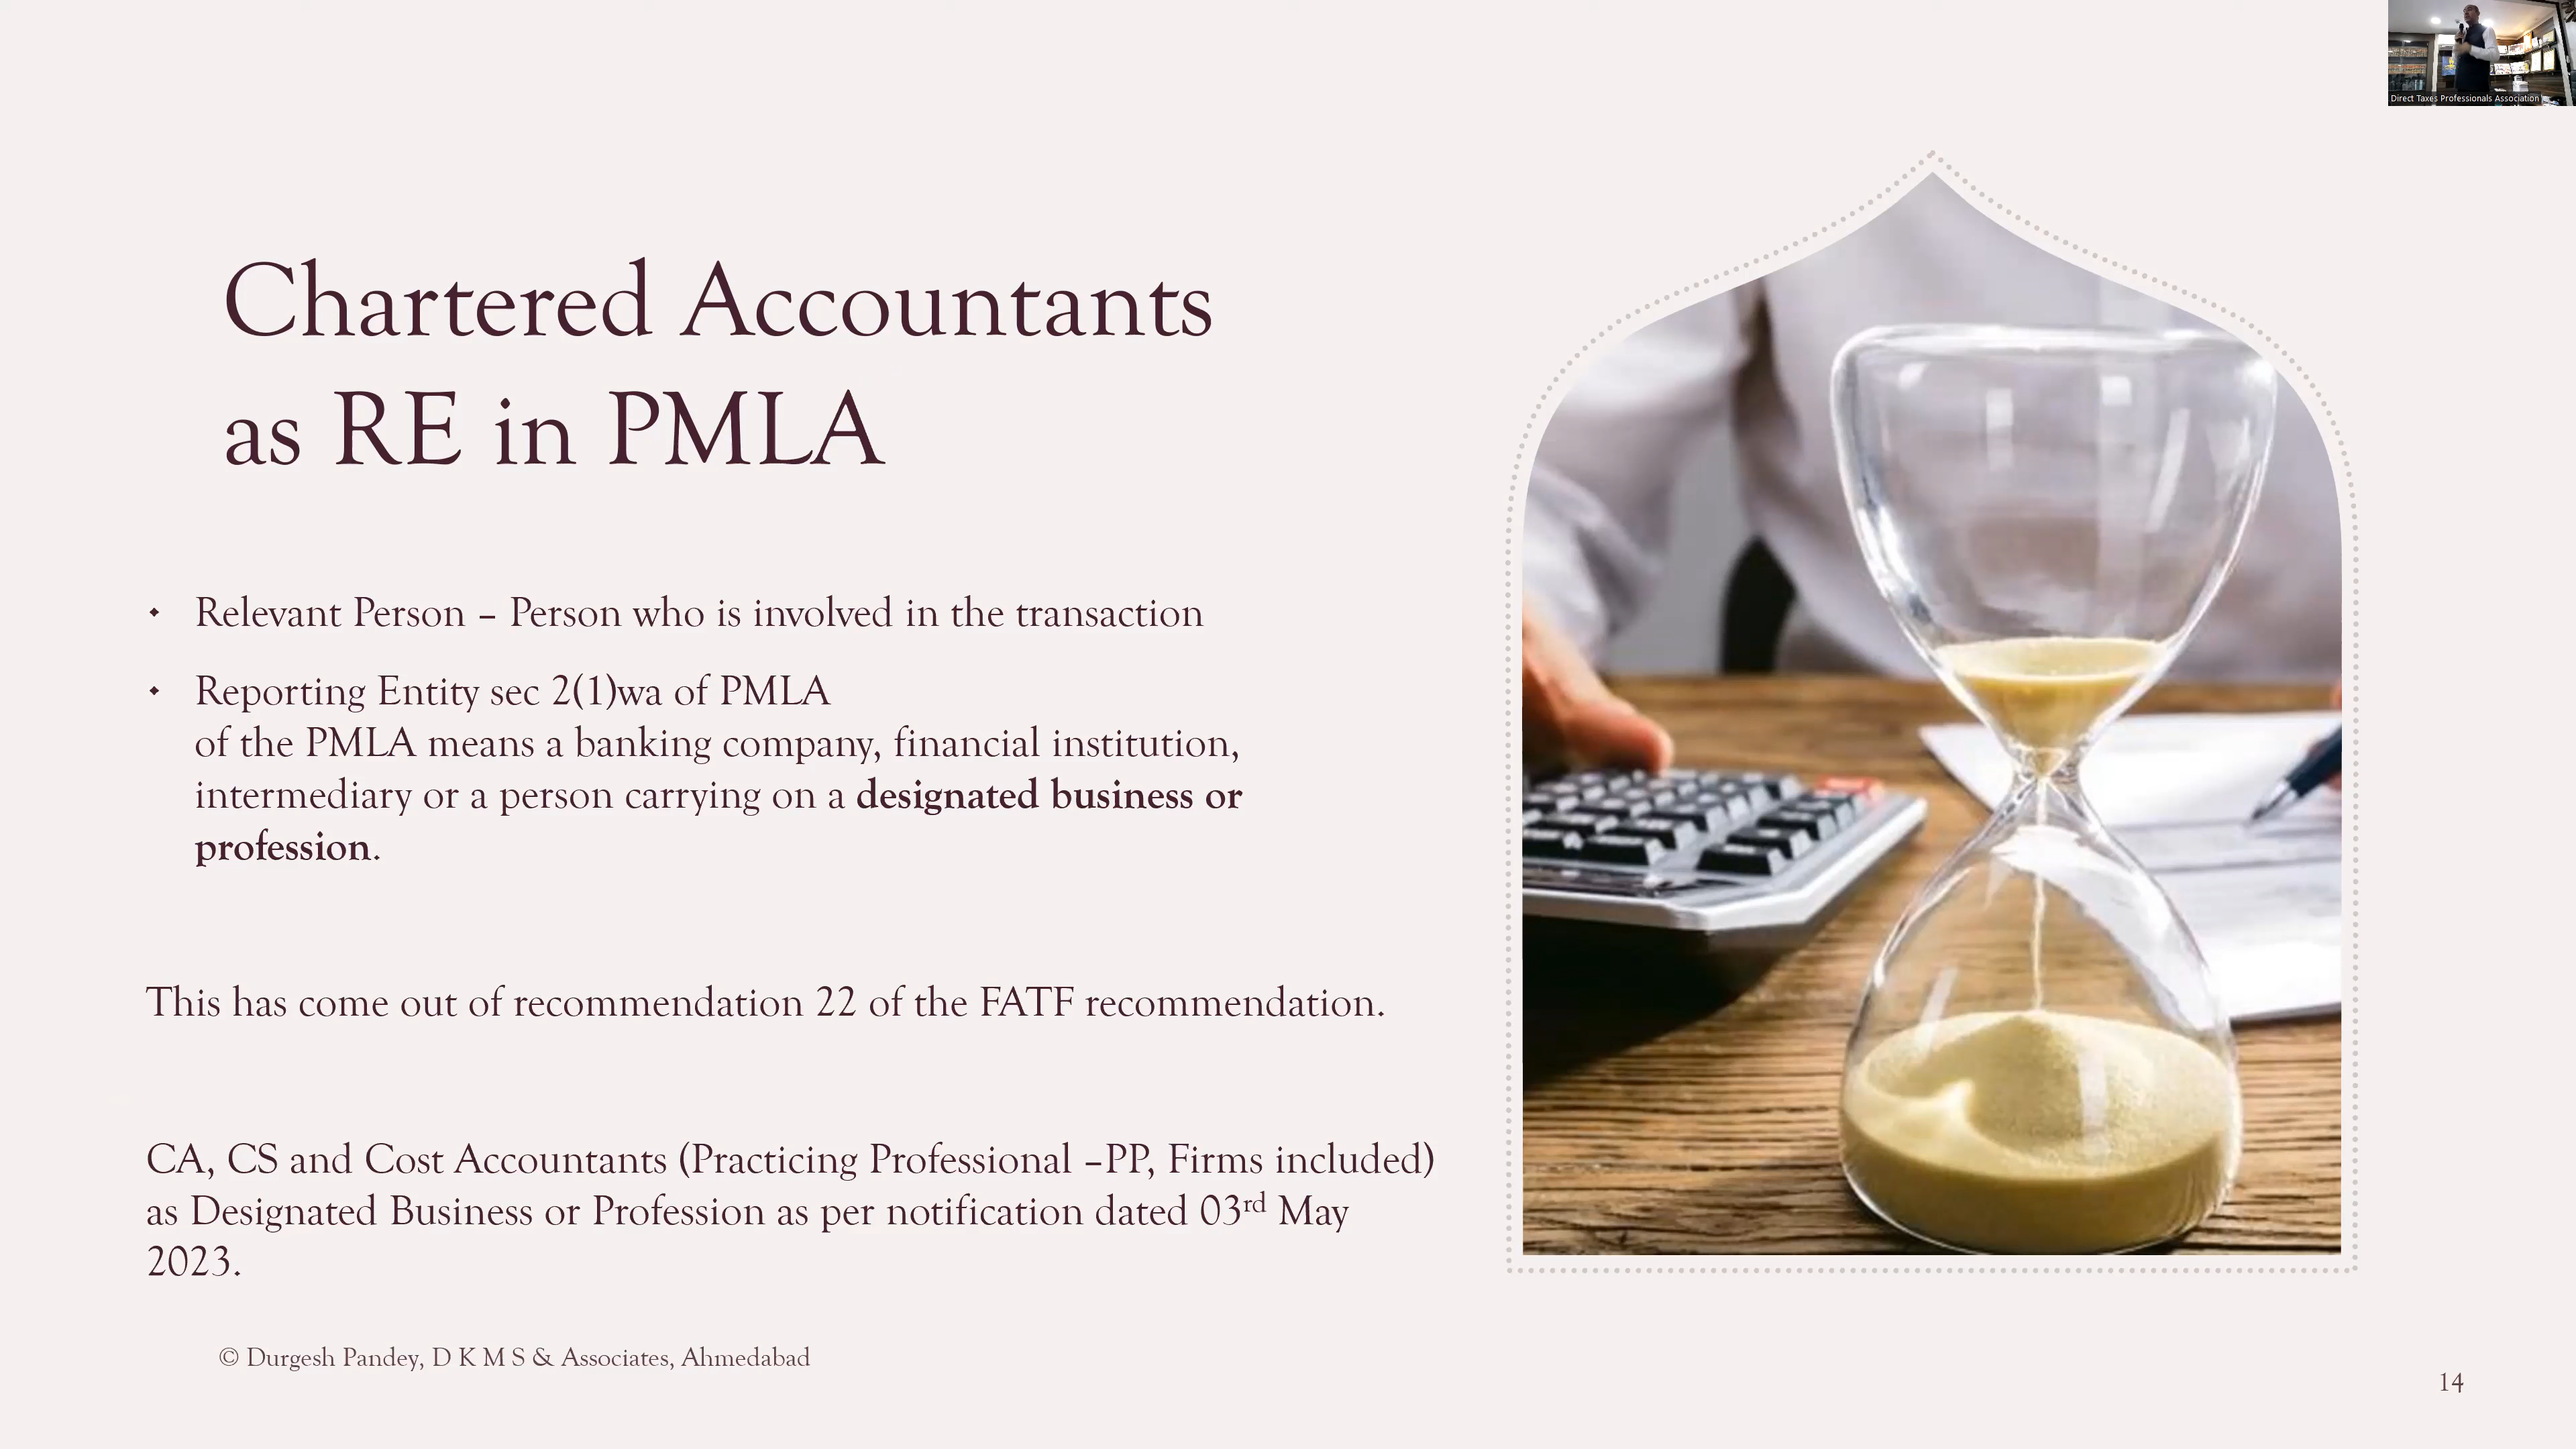 Direct Taxes Professionals Association
Chartered Accountants
as RE in PMLA
Relevant Person – Person who is involved in the transaction
Reporting Entity sec 2(1)wa of PMLA
of the PMLA means a banking company, financial institution,
intermediary or a person carrying on a designated business or
profession.
This has come out of recommendation 22 of the FATF recommendation.
CA, CS and Cost Accountants (Practicing Professional –PP, Firms included)
as Designated Business or Profession as per notification dated 03rd May
2023.
© Durgesh Pandey, D K M S & Associates, Ahmedabad
14